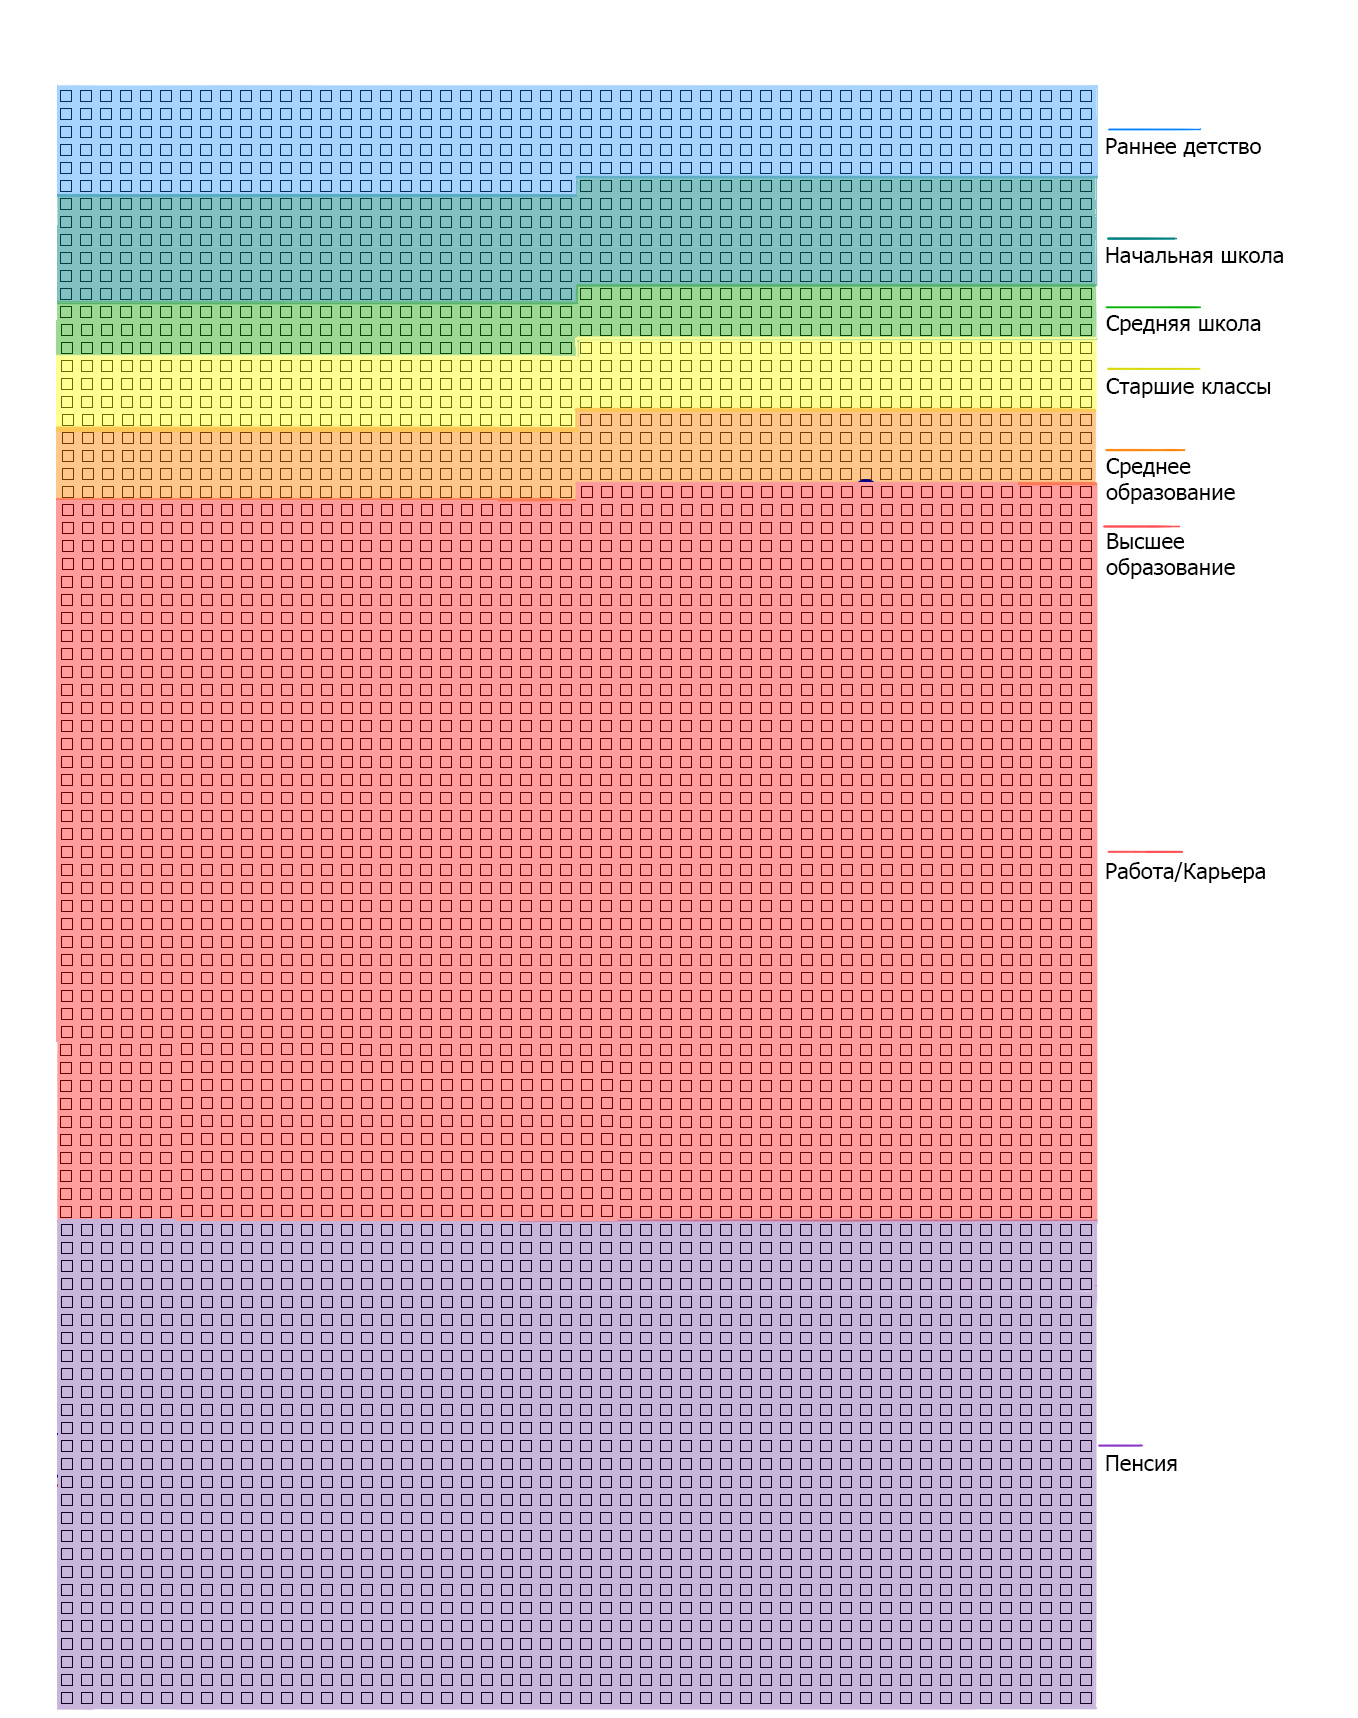 Раннее детство
Начальная школа
Средняя школа
Старшие классы
Среднее
образование
Высшее
образование
Работа/Карьера
Пенсия